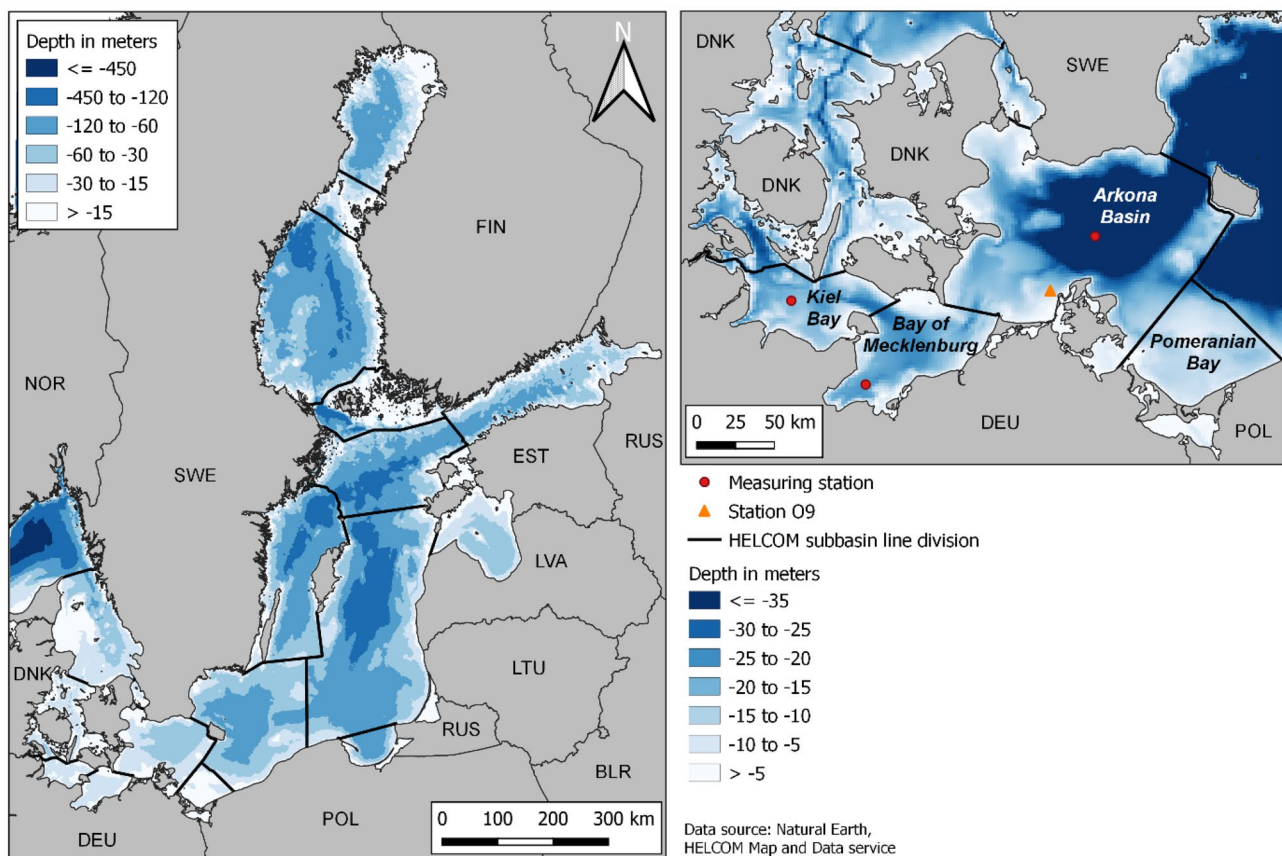 Depth in meters
<= -450
-450 to -120
-120 to -60
-60 to -30
-30 to -15
> -15
N
FIN
NOR
SWE
RUS
EST
LVA
DNK
LTU
RUS
BLR
DEU
POL
0 100 200 300 km
DNK
SWE
DNK
DNK
Arkona
Basin
Kiel
Bay
Bay of
Mecklenburg
Pomeranian
Bay
0 25 50 km
DEU
POL
Measuring station
Station O9
HELCOM subbasin line division
Depth in meters
<= -35
-30 to -25
-25 to -20
-20 to -15
-15 to -10
-10 to -5
> -5
Data source: Natural Earth,
HELCOM Map and Data service